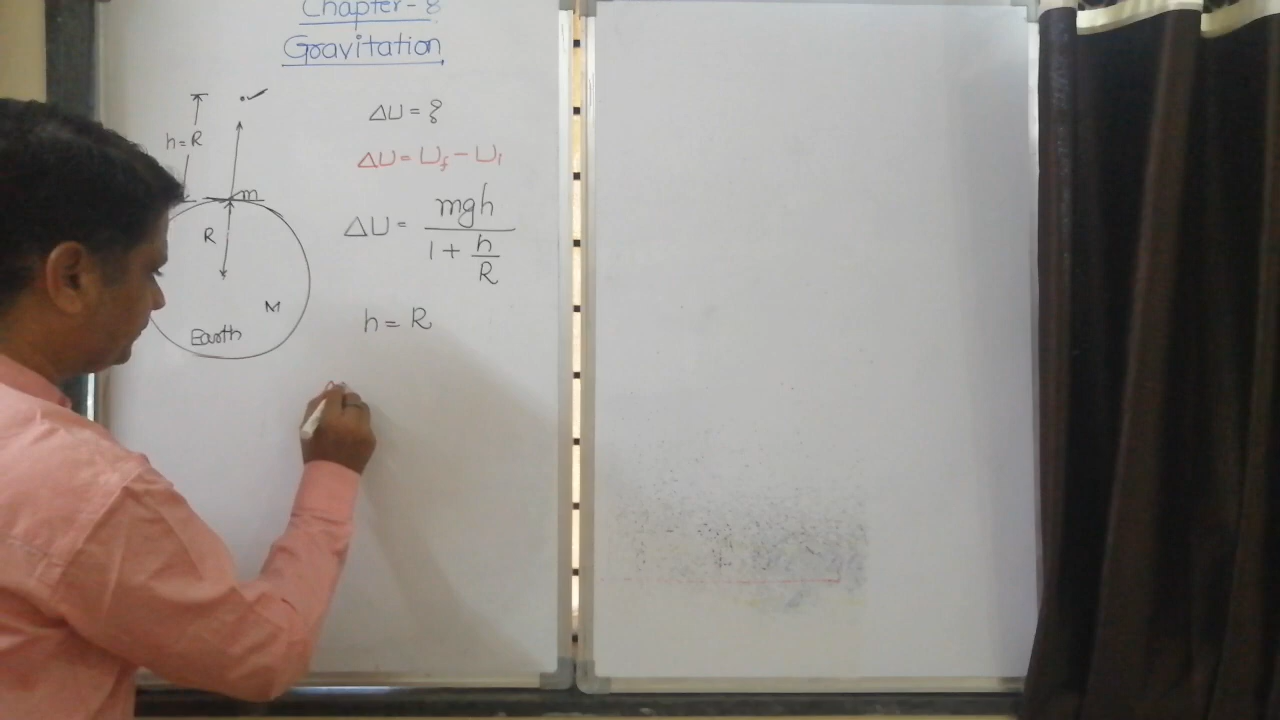 Chapter - 8
Gravitation
ΔU = ?
h = R
ΔU = U_f - U_i
m
ΔU = mgh / (1 + h/R)
R
M
h = R
Earth